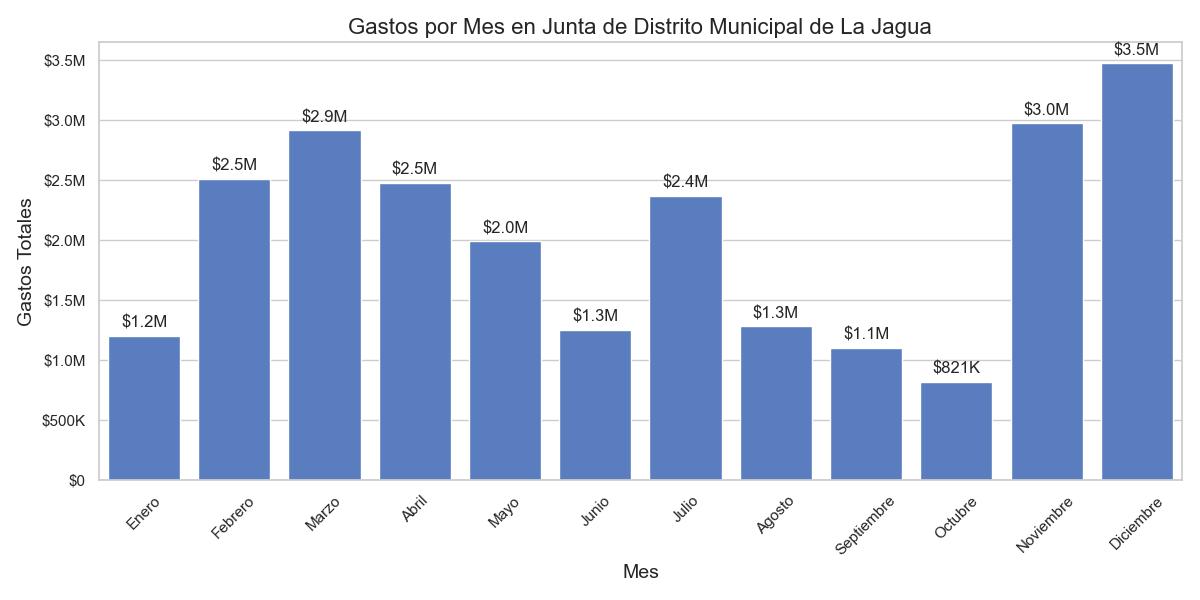 Gastos por Mes en Junta de Distrito Municipal de La Jagua
Gastos Totales
$3.5M
$3.0M
$2.5M
$2.0M
$1.5M
$1.0M
$500K
$0
$1.2M
$2.5M
$2.9M
$2.5M
$2.0M
$1.3M
$2.4M
$1.3M
$1.1M
$821K
$3.0M
$3.5M
Enero
Febrero
Marzo
Abril
Mayo
Junio
Julio
Agosto
Septiembre
Octubre
Noviembre
Diciembre
Mes